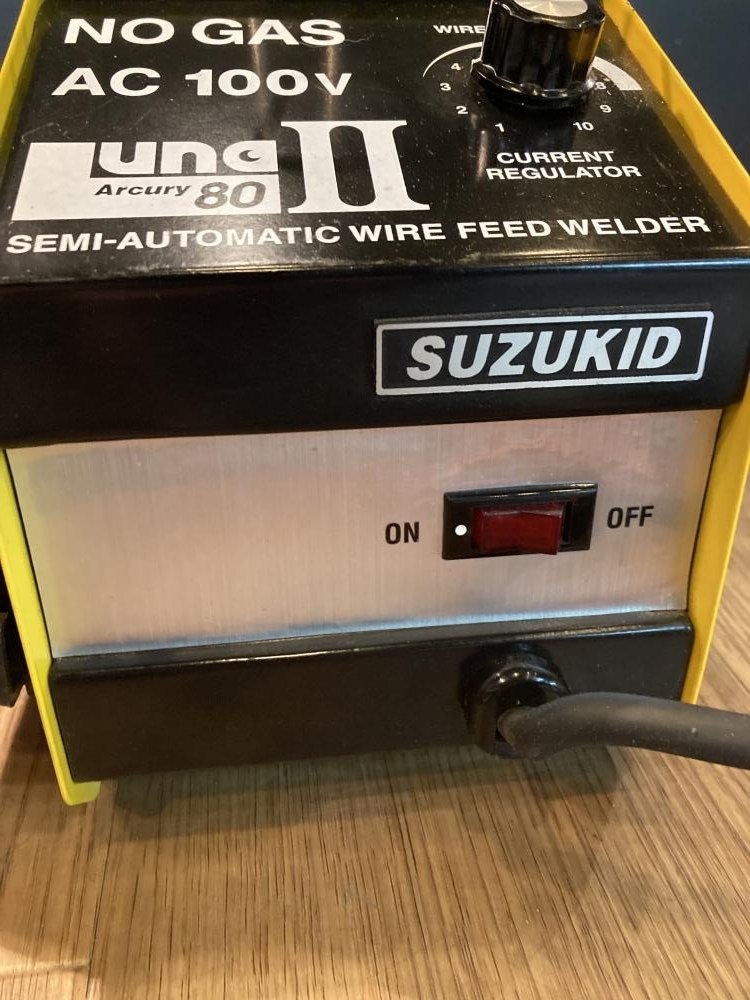 NO GAS
AC 100V
WIRE
4
3
2
1
8
9
10
CURRENT
REGULATOR
Luna II
Arcury 80
SEMI-AUTOMATIC WIRE FEED WELDER
SUZUKID
ON
OFF